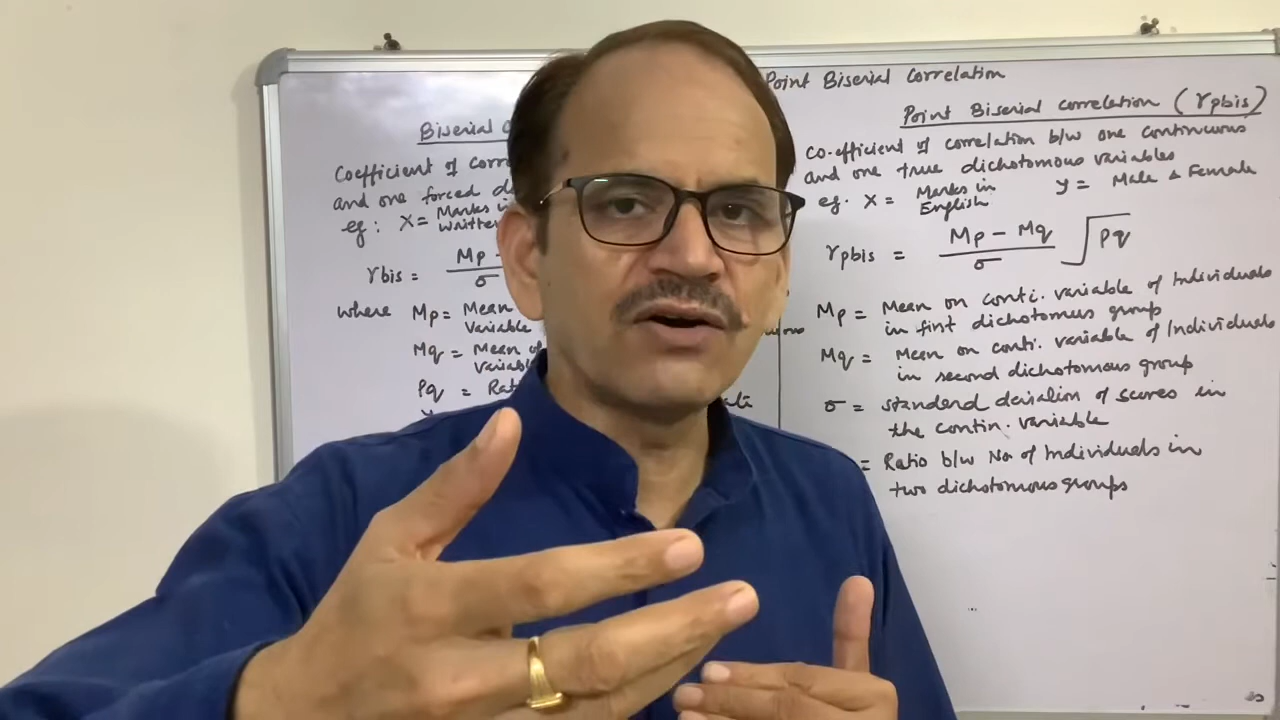 Point Biserial Correlation
Biserial
Coefficient of
and one forced
eg: X = Marks in
written
rbis = Mp -
σ
where Mp = Mean
Variable
Mq = Mean
variable
Pq = Rati
Point Biserial correlation (rpbis)
Co-efficient of correlation b/w one continuous
and one true dichotomous variables
eg. X = Marks in English Y = Male & Female
rpbis = Mp - Mq / σ √pq
Mp = Mean on conti. variable of Individuals
in first dichotomous group
Mq = Mean on conti. variable of Individuals
in second dichotomous group
σ = standard deviation of scores in
the contin. variable
= Ratio b/w No of Individuals in
two dichotomous groups